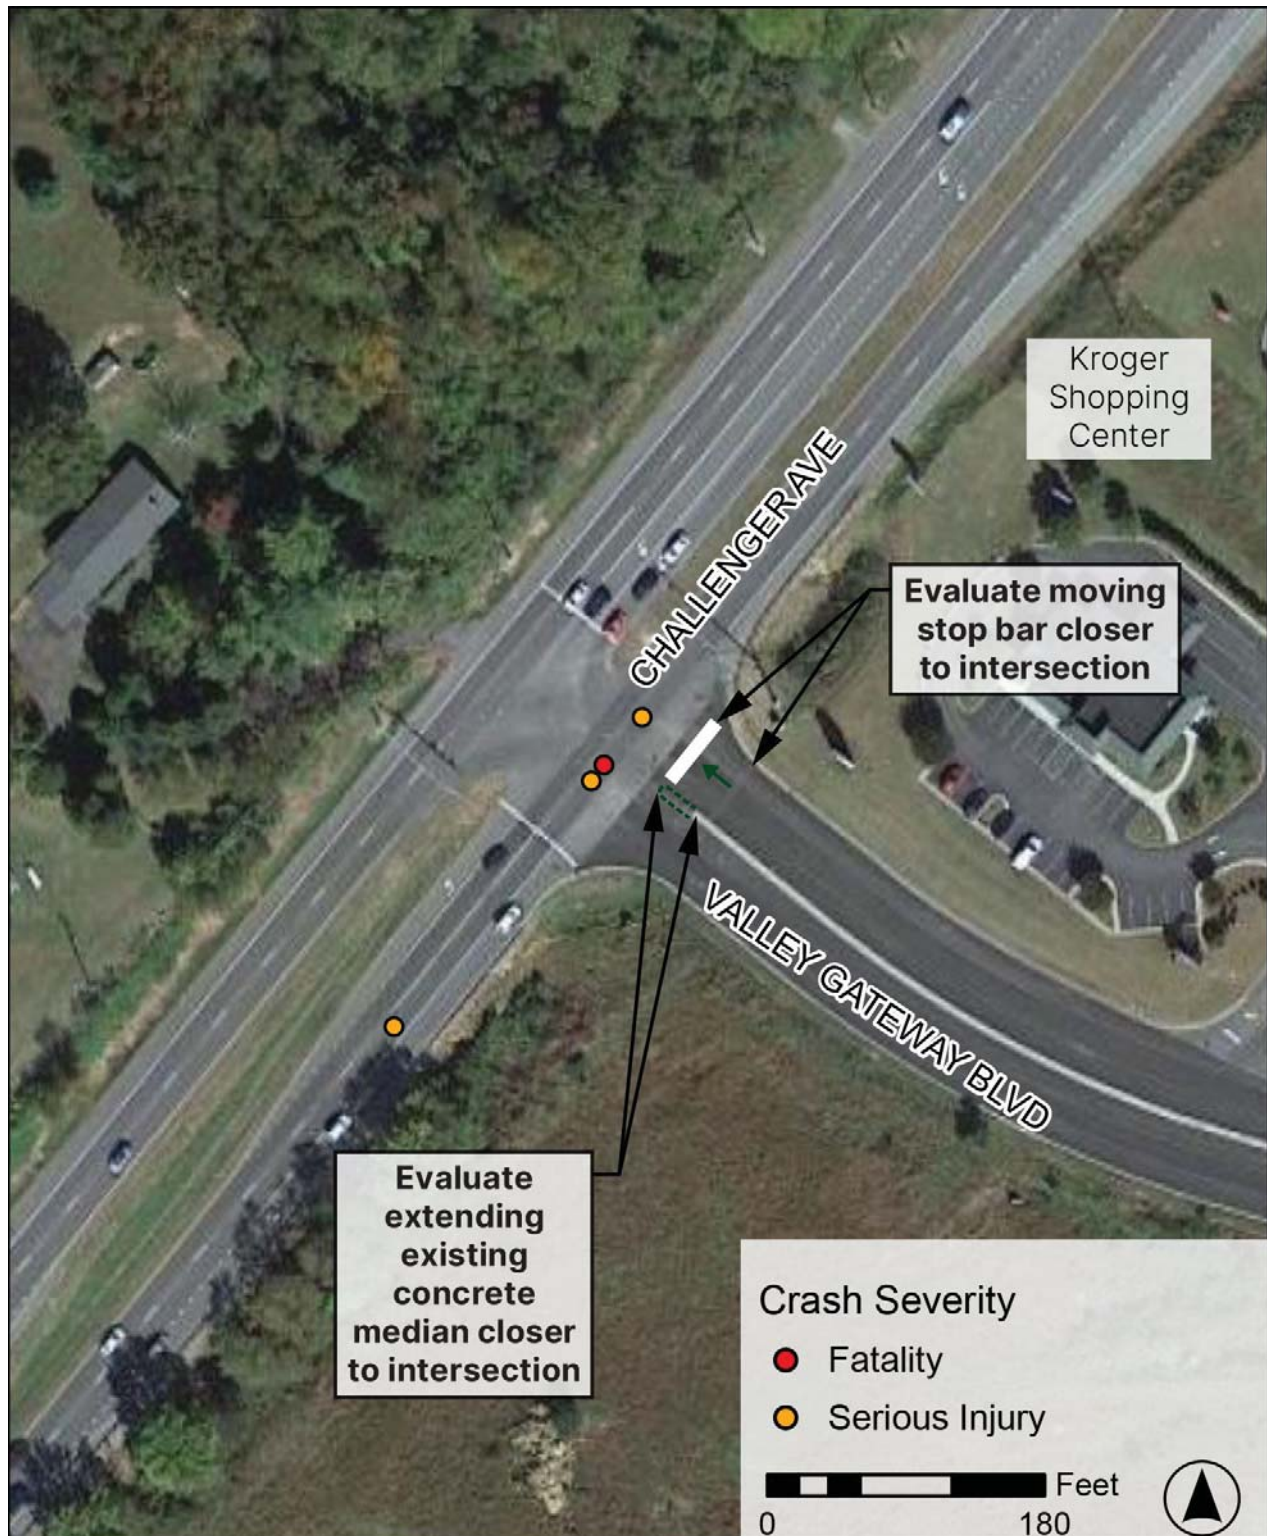 Kroger
Shopping
Center
CHALLENGER AVE
Evaluate moving
stop bar closer
to intersection
VALLEY GATEWAY BLVD
Evaluate
extending
existing
concrete
median closer
to intersection
Crash Severity
Fatality
Serious Injury
Feet
0 180